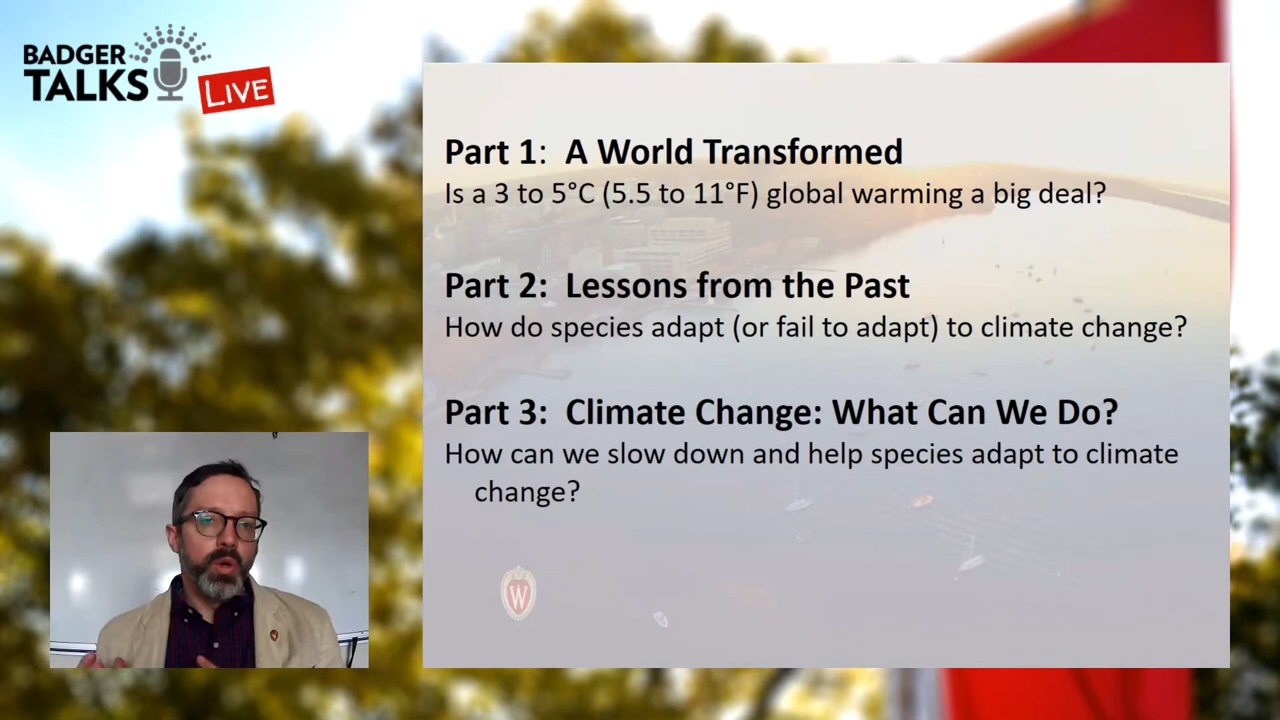 BADGER
TALKS LIVE
Part 1: A World Transformed
Is a 3 to 5°C (5.5 to 11°F) global warming a big deal?
Part 2: Lessons from the Past
How do species adapt (or fail to adapt) to climate change?
Part 3: Climate Change: What Can We Do?
How can we slow down and help species adapt to climate
change?
W